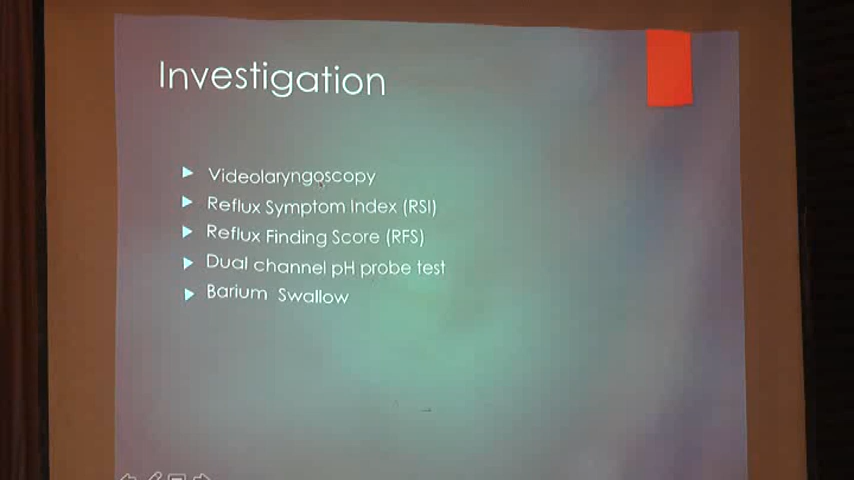 Investigation
Videolaryngoscopy
Reflux Symptom Index (RSI)
Reflux Finding Score (RFS)
Dual channel pH probe test
Barium Swallow